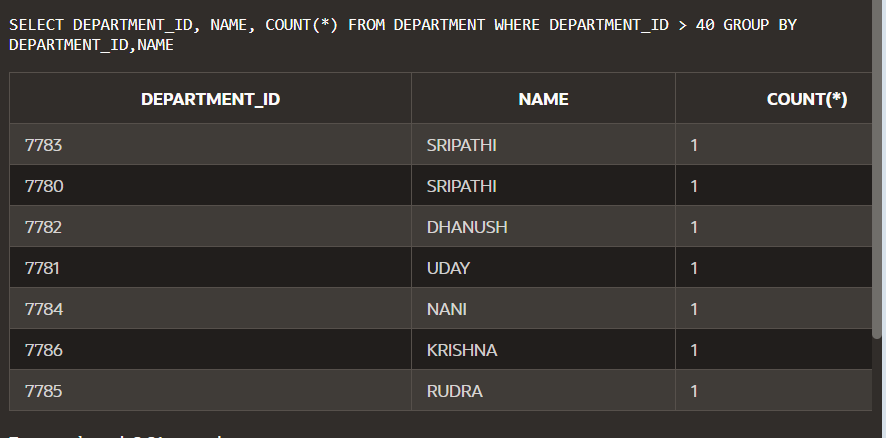 SELECT DEPARTMENT_ID, NAME, COUNT(*) FROM DEPARTMENT WHERE DEPARTMENT_ID > 40 GROUP BY
DEPARTMENT_ID,NAME
DEPARTMENT_ID NAME COUNT(*)
7783 SRIPATHI 1
7780 SRIPATHI 1
7782 DHANUSH 1
7781 UDAY 1
7784 NANI 1
7786 KRISHNA 1
7785 RUDRA 1